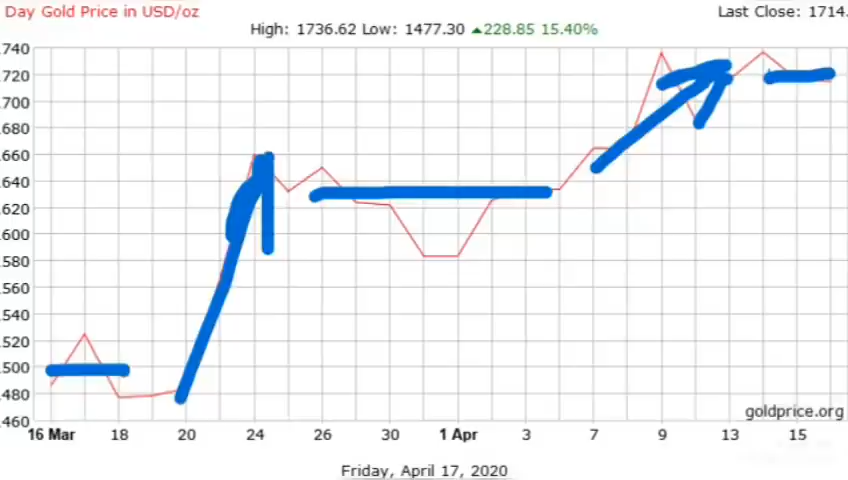 Day Gold Price in USD/oz
Last Close: 1714.
High: 1736.62 Low: 1477.30 ▲228.85 15.40%
.740
.720
.700
.680
.660
.640
.620
.600
.580
.560
.540
.520
.500
.480
.460
goldprice.org
16 Mar 18 20 24 26 30 1 Apr 3 7 9 13 15
Friday, April 17, 2020